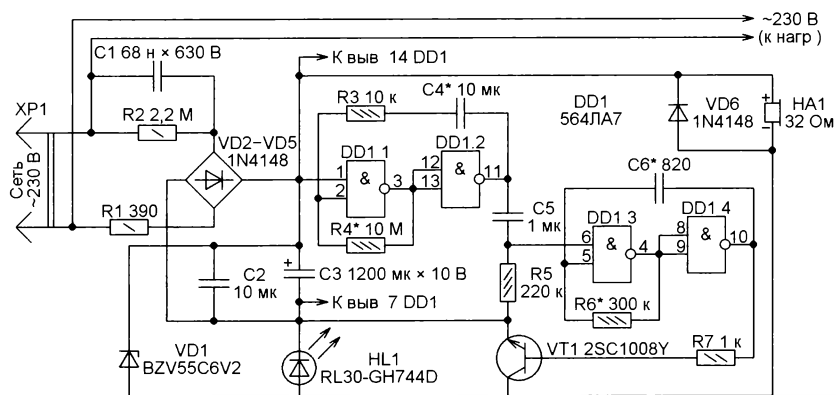 ~230 В
(к нагр )
C1 68 н × 630 В
К выв 14 DD1
XP1
R2 2,2 М
R3 10 к
C4* 10 мк
DD1
564ЛА7
VD6
1N4148
+
HA1
32 Ом
–
VD2–VD5
1N4148
Сеть
~230 В
R1 390
1
2
DD1 1
&
3
12
13
DD1.2
&
11
R4* 10 М
C5
1 мк
C6* 820
6
5
DD1 3
&
4
8
9
DD1 4
&
10
C2
10 мк
+
C3 1200 мк × 10 В
R5
220 к
R6* 300 к
К выв 7 DD1
VD1
BZV55C6V2
HL1
RL30-GH744D
VT1 2SC1008Y
R7 1 к